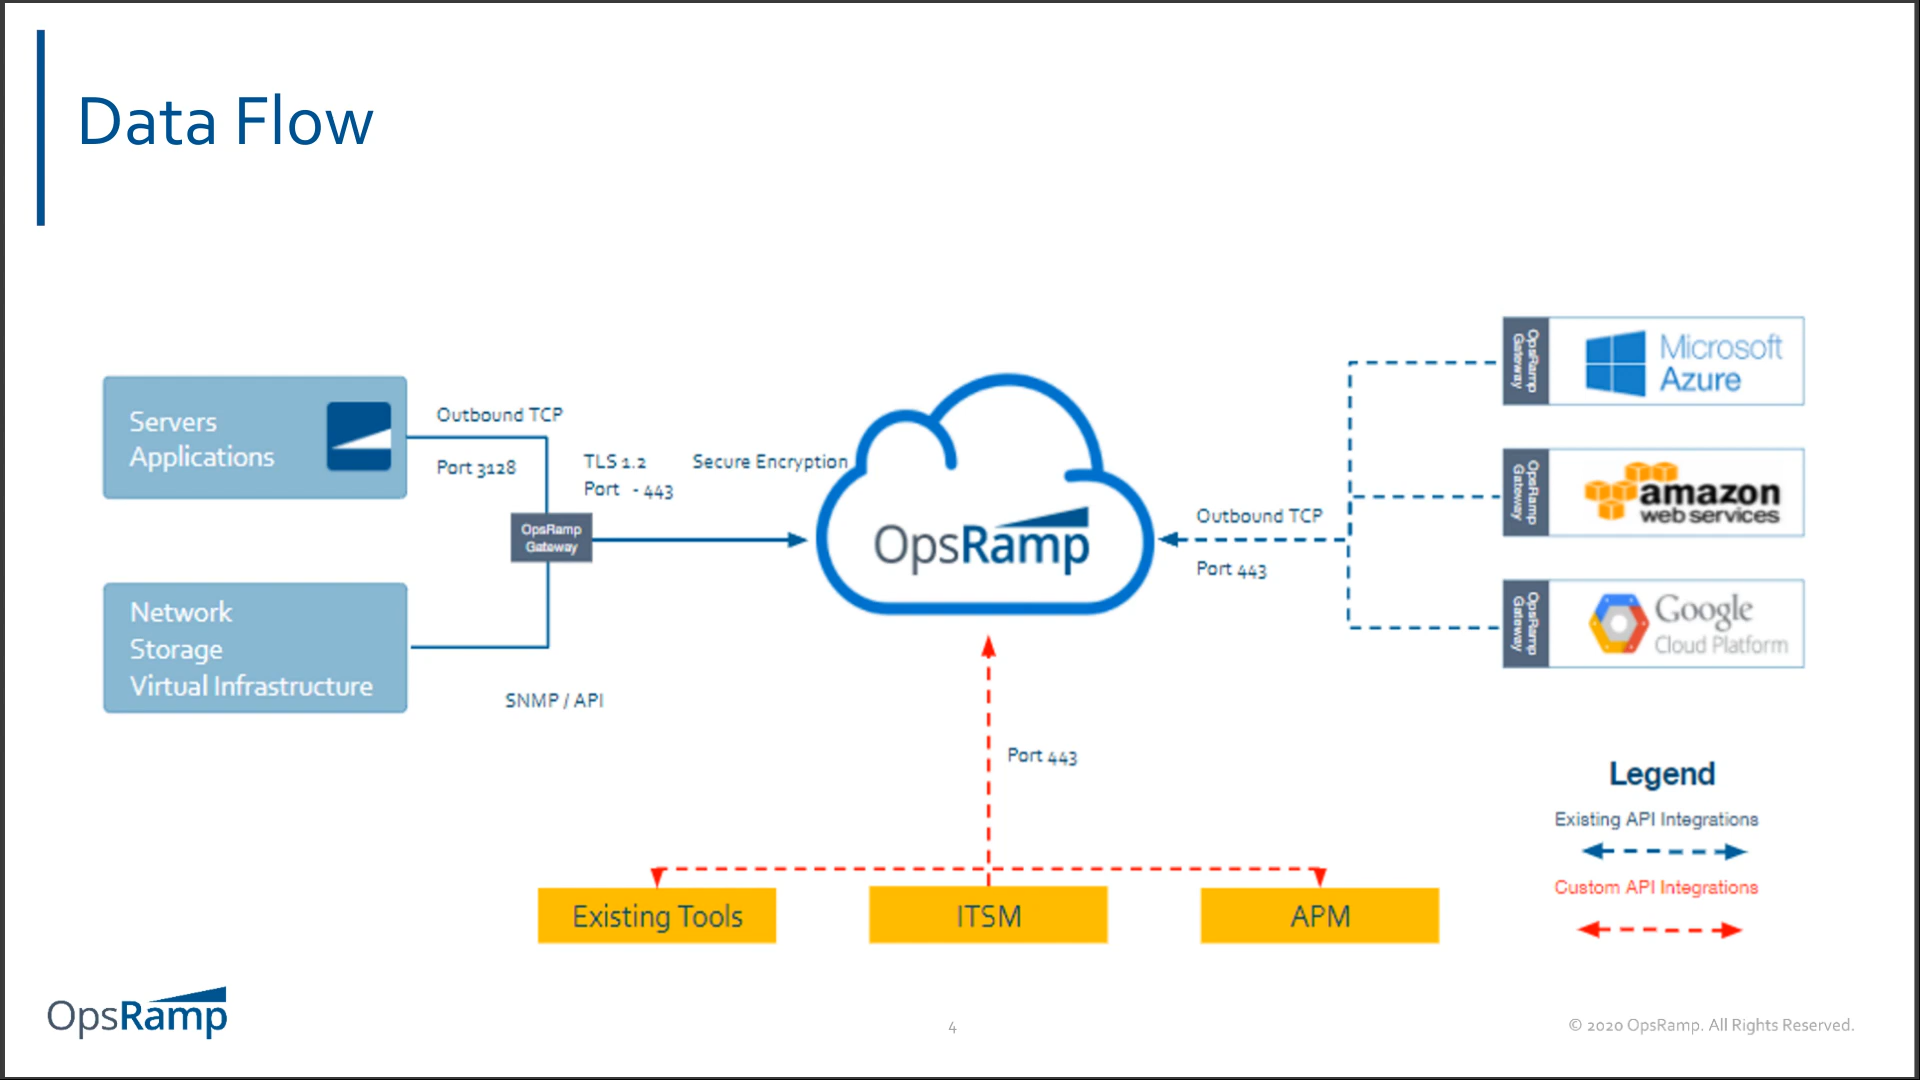 Data Flow
Servers
Applications
Outbound TCP
Port 3128
TLS 1.2 Secure Encryption
Port - 443
OpsRamp
Gateway
Network
Storage
Virtual Infrastructure
SNMP / API
OpsRamp
Outbound TCP
Port 443
OpsRamp
Gateway
Microsoft
Azure
OpsRamp
Gateway
amazon
web services
OpsRamp
Gateway
Google
Cloud Platform
Port 443
Existing Tools
ITSM
APM
Legend
Existing API Integrations
Custom API Integrations
OpsRamp
4
© 2020 OpsRamp. All Rights Reserved.